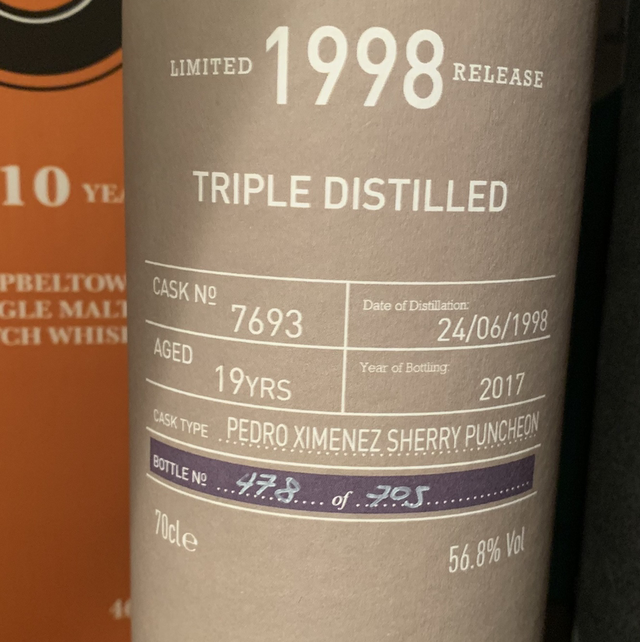 LIMITED 1998 RELEASE
TRIPLE DISTILLED
CASK Nº 7693
Date of Distillation: 24/06/1998
AGED 19YRS
Year of Bottling: 2017
CASK TYPE PEDRO XIMENEZ SHERRY PUNCHEON
BOTTLE Nº 478 of 705
70cle
56.8% Vol
10